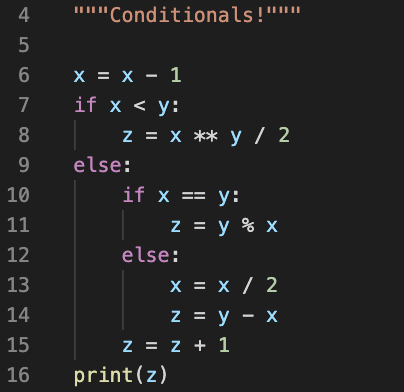 4 """Conditionals!"""
5
6 x = x - 1
7 if x < y:
8     z = x ** y / 2
9 else:
10     if x == y:
11         z = y % x
12     else:
13         x = x / 2
14         z = y - x
15     z = z + 1
16 print(z)